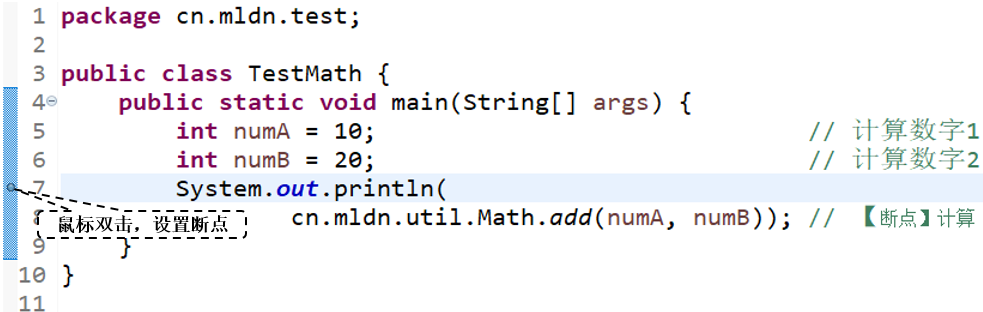 1 package cn.mldn.test;
2
3 public class TestMath {
4 public static void main(String[] args) {
5 int numA = 10; // 计算数字1
6 int numB = 20; // 计算数字2
7 System.out.println(
鼠标双击，设置断点
8 cn.mldn.util.Math.add(numA, numB)); // 【断点】计算
9 }
10 }
11